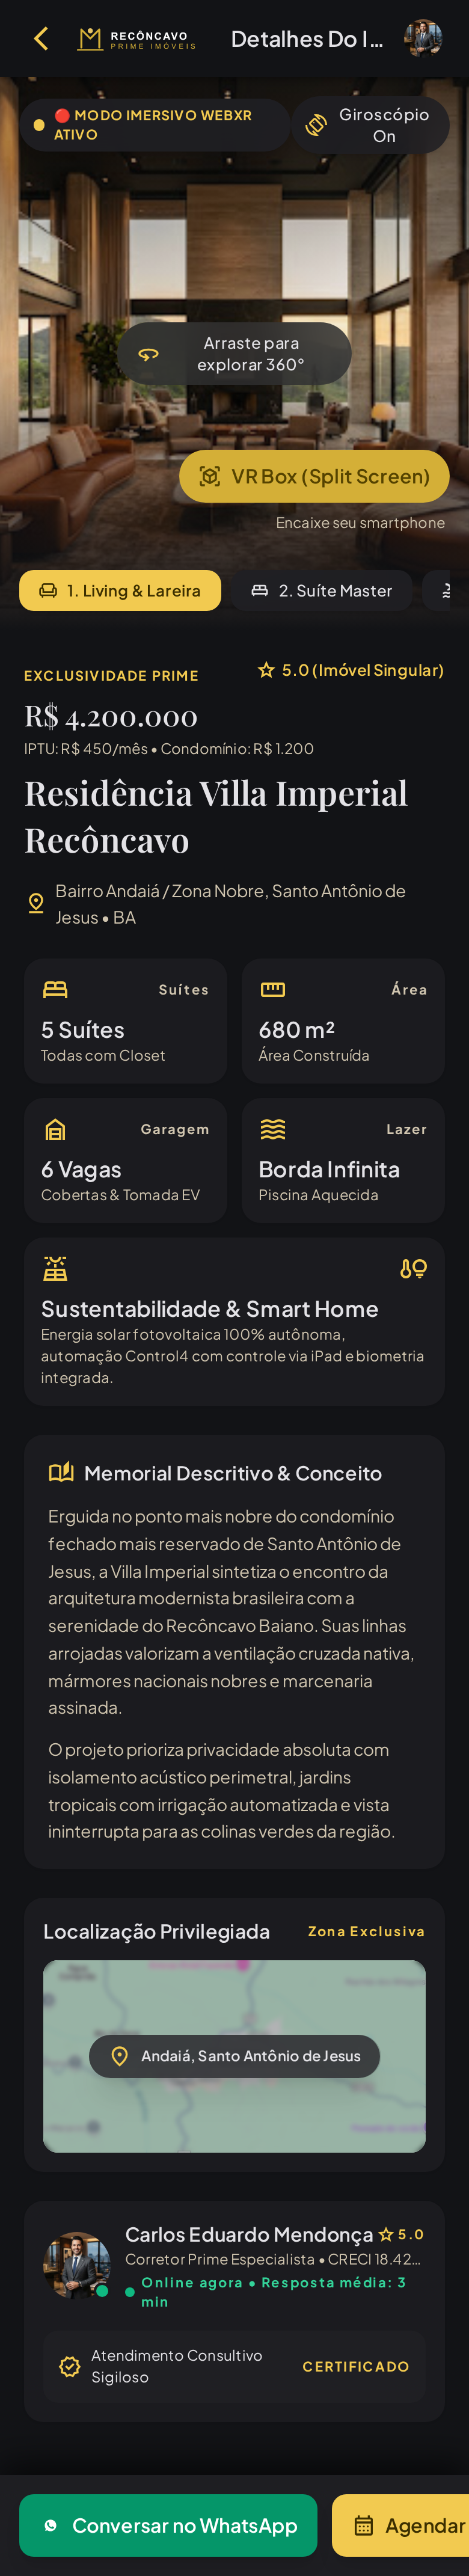 RECÔNCAVO
PRIME IMÓVEIS
Detalhes Do I...
🔴 MODO IMERSIVO WEBXR
ATIVO
Giroscópio
On
Arraste para
explorar 360°
VR Box (Split Screen)
Encaixe seu smartphone
1. Living & Lareira
2. Suíte Master
EXCLUSIVIDADE PRIME
5.0 (Imóvel Singular)
R$ 4.200.000
IPTU: R$ 450/mês • Condomínio: R$ 1.200
Residência Villa Imperial
Recôncavo
Bairro Andaiá / Zona Nobre, Santo Antônio de
Jesus • BA
Suítes
5 Suítes
Todas com Closet
Área
680 m²
Área Construída
Garagem
6 Vagas
Cobertas & Tomada EV
Lazer
Borda Infinita
Piscina Aquecida
Sustentabilidade & Smart Home
Energia solar fotovoltaica 100% autônoma,
automação Control4 com controle via iPad e biometria
integrada.
Memorial Descritivo & Conceito
Erguida no ponto mais nobre do condomínio
fechado mais reservado de Santo Antônio de
Jesus, a Villa Imperial sintetiza o encontro da
arquitetura modernista brasileira com a
serenidade do Recôncavo Baiano. Suas linhas
arrojadas valorizam a ventilação cruzada nativa,
mármores nacionais nobres e marcenaria
assinada.
O projeto prioriza privacidade absoluta com
isolamento acústico perimetral, jardins
tropicais com irrigação automatizada e vista
ininterrupta para as colinas verdes da região.
Localização Privilegiada
Zona Exclusiva
Andaiá, Santo Antônio de Jesus
Carlos Eduardo Mendonça
5.0
Corretor Prime Especialista • CRECI 18.42...
Online agora • Resposta média: 3
min
Atendimento Consultivo
Sigiloso
CERTIFICADO
Conversar no WhatsApp
Agendar